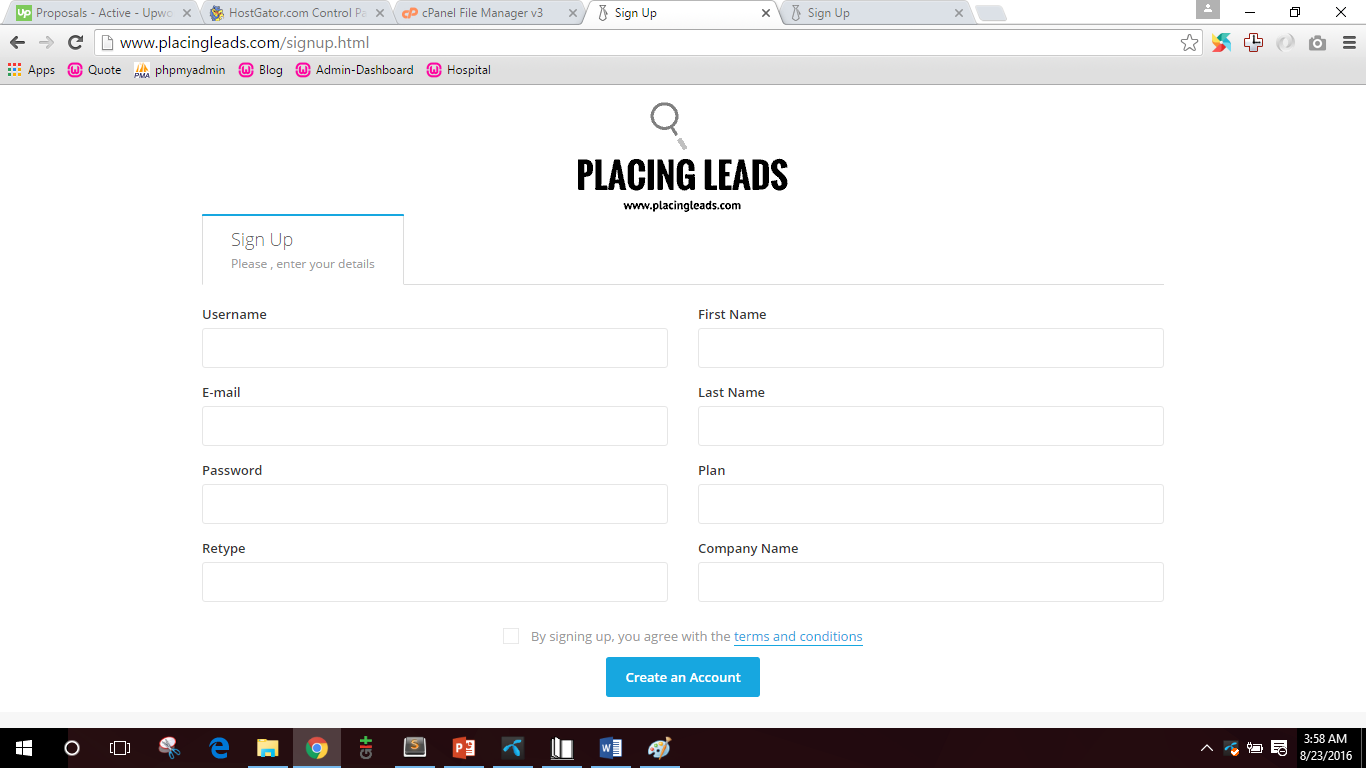 Proposals - Active - Upwo
HostGator.com Control Pa
cPanel File Manager v3
Sign Up
Sign Up
www.placingleads.com/signup.html
Apps
Quote
phpmyadmin
Blog
Admin-Dashboard
Hospital
PLACING LEADS
www.placingleads.com
Sign Up
Please , enter your details
Username
First Name
E-mail
Last Name
Password
Plan
Retype
Company Name
By signing up, you agree with the terms and conditions
Create an Account
3:58 AM
8/23/2016